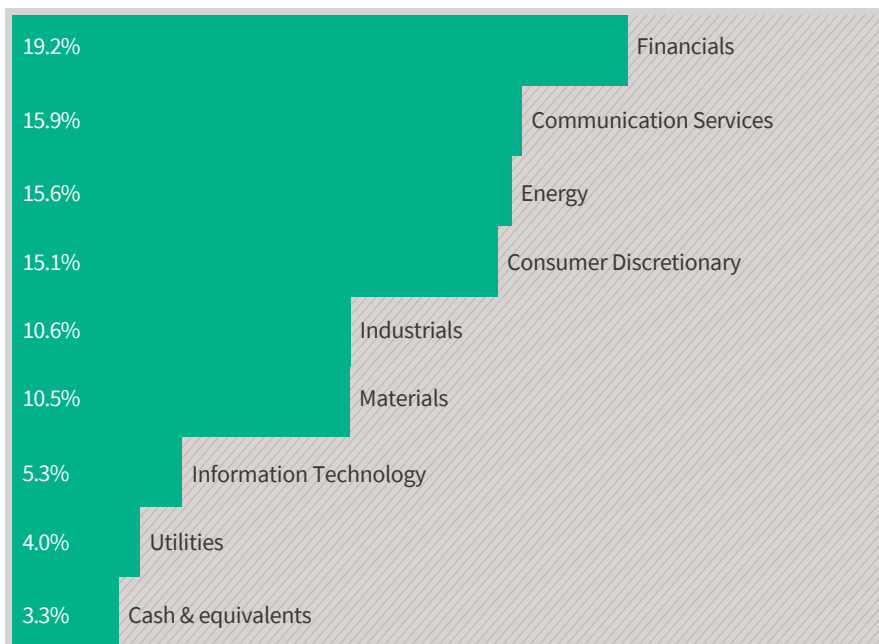 19.2% Financials
15.9% Communication Services
15.6% Energy
15.1% Consumer Discretionary
10.6% Industrials
10.5% Materials
5.3% Information Technology
4.0% Utilities
3.3% Cash & equivalents